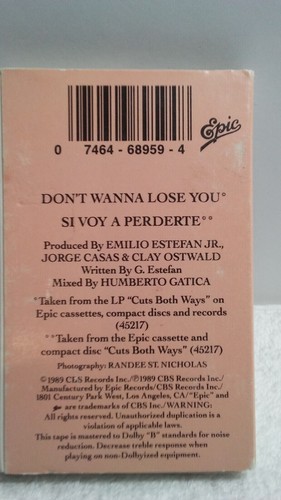 Epic
0 7464-68959-4
DON'T WANNA LOSE YOU*
SI VOY A PERDERTE**
Produced By EMILIO ESTEFAN JR.,
JORGE CASAS & CLAY OSTWALD
Written By G. Estefan
Mixed By HUMBERTO GATICA
*Taken from the LP "Cuts Both Ways" on
Epic cassettes, compact discs and records
(45217)
**Taken from the Epic cassette and
compact disc "Cuts Both Ways" (45217)
Photography: RANDEE ST. NICHOLAS
©1989 CBS Records Inc./℗1989 CBS Records Inc./
Manufactured by Epic Records/CBS Records Inc./
1801 Century Park West, Los Angeles, CA/"Epic" and
are trademarks of CBS Inc./WARNING:
All rights reserved. Unauthorized duplication is a
violation of applicable laws.
This tape is mastered to Dolby "B" standards for noise
reduction. Decrease treble response when
playing on non-Dolbyized equipment.